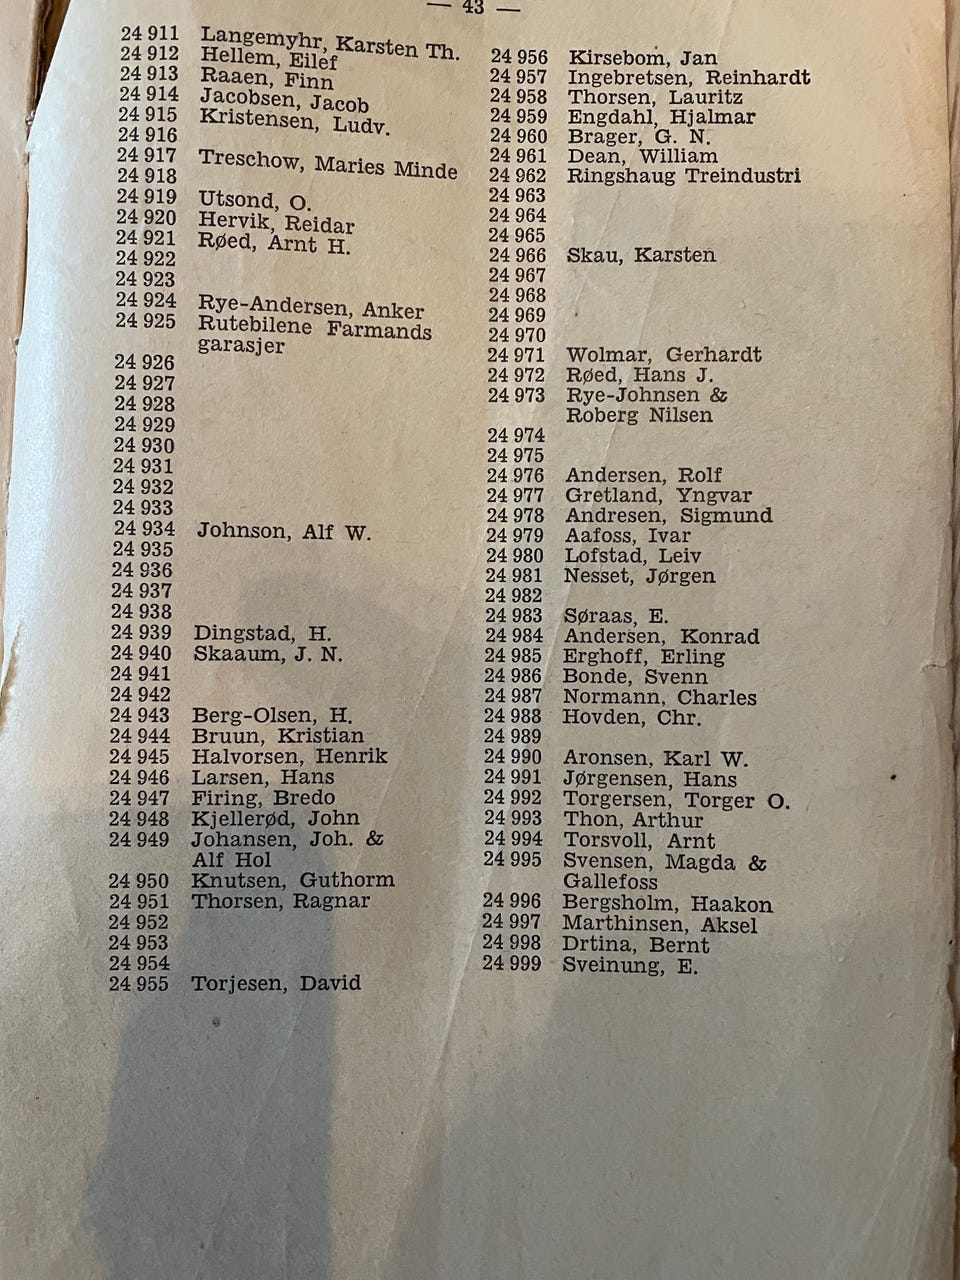 — 43 —
24 911 Langemyhr, Karsten Th.
24 912 Hellem, Eilef
24 913 Raaen, Finn
24 914 Jacobsen, Jacob
24 915 Kristensen, Ludv.
24 916
24 917 Treschow, Maries Minde
24 918
24 919 Utsond, O.
24 920 Hervik, Reidar
24 921 Røed, Arnt H.
24 922
24 923
24 924 Rye-Andersen, Anker
24 925 Rutebilene Farmands
garasjer
24 926
24 927
24 928
24 929
24 930
24 931
24 932
24 933
24 934 Johnson, Alf W.
24 935
24 936
24 937
24 938
24 939 Dingstad, H.
24 940 Skaaum, J. N.
24 941
24 942
24 943 Berg-Olsen, H.
24 944 Bruun, Kristian
24 945 Halvorsen, Henrik
24 946 Larsen, Hans
24 947 Firing, Bredo
24 948 Kjellerød, John
24 949 Johansen, Joh. &
Alf Hol
24 950 Knutsen, Guthorm
24 951 Thorsen, Ragnar
24 952
24 953
24 954
24 955 Torjesen, David
24 956 Kirsebom, Jan
24 957 Ingebretsen, Reinhardt
24 958 Thorsen, Lauritz
24 959 Engdahl, Hjalmar
24 960 Brager, G. N.
24 961 Dean, William
24 962 Ringshaug Treindustri
24 963
24 964
24 965
24 966 Skau, Karsten
24 967
24 968
24 969
24 970
24 971 Wolmar, Gerhardt
24 972 Røed, Hans J.
24 973 Rye-Johnsen &
Roberg Nilsen
24 974
24 975
24 976 Andersen, Rolf
24 977 Gretland, Yngvar
24 978 Andresen, Sigmund
24 979 Aafoss, Ivar
24 980 Lofstad, Leiv
24 981 Nesset, Jørgen
24 982
24 983 Søraas, E.
24 984 Andersen, Konrad
24 985 Erghoff, Erling
24 986 Bonde, Svenn
24 987 Normann, Charles
24 988 Hovden, Chr.
24 989
24 990 Aronsen, Karl W.
24 991 Jørgensen, Hans
24 992 Torgersen, Torger O.
24 993 Thon, Arthur
24 994 Torsvoll, Arnt
24 995 Svensen, Magda &
Gallefoss
24 996 Bergsholm, Haakon
24 997 Marthinsen, Aksel
24 998 Drtina, Bernt
24 999 Sveinung, E.